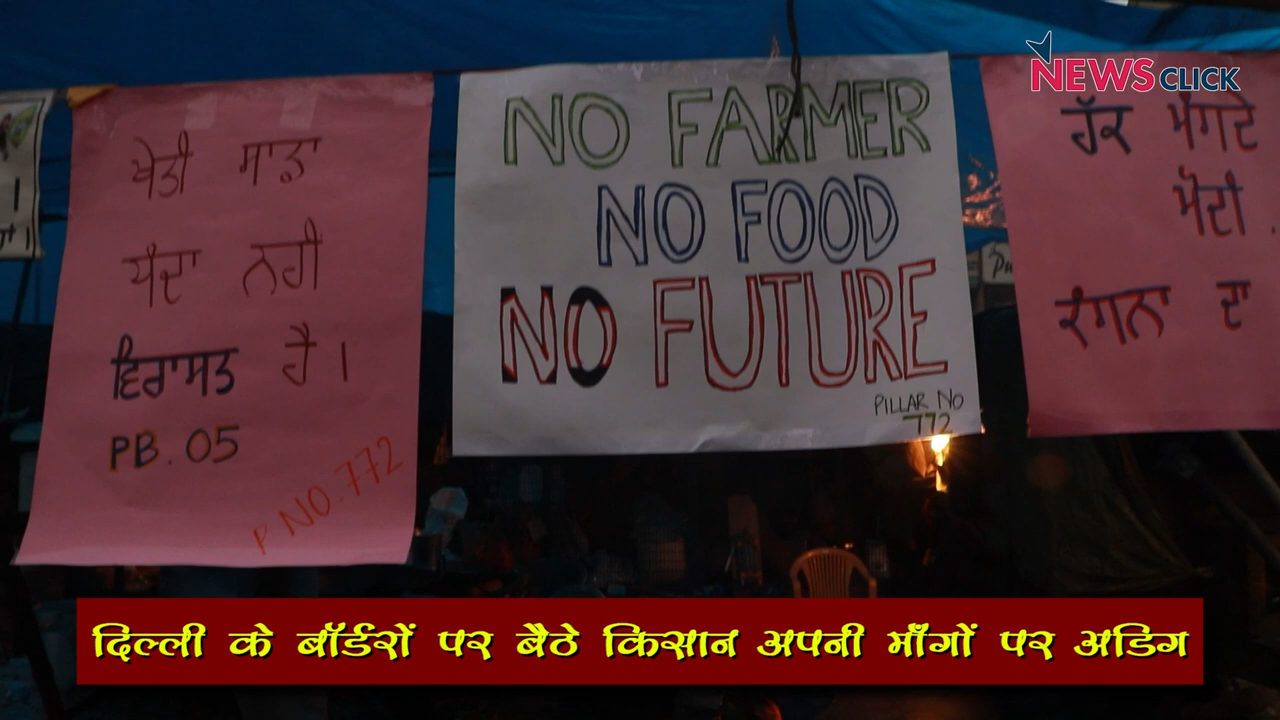 NEWSCLICK
ਖੇਤੀ ਸਾਡਾ
ਧੰਦਾ ਨਹੀ
ਵਿਰਾਸਤ ਹੈ।
PB. 05
P NO. 772
NO FARMER
NO FOOD
NO FUTURE
PILLAR NO
772
ਹੱਕ ਮੰਗਦੇ
ਮੋਦੀ
ਕੰਗਨਾ ਦਾ
दिल्ली के बॉर्डरों पर बैठे किसान अपनी माँगों पर अडिग